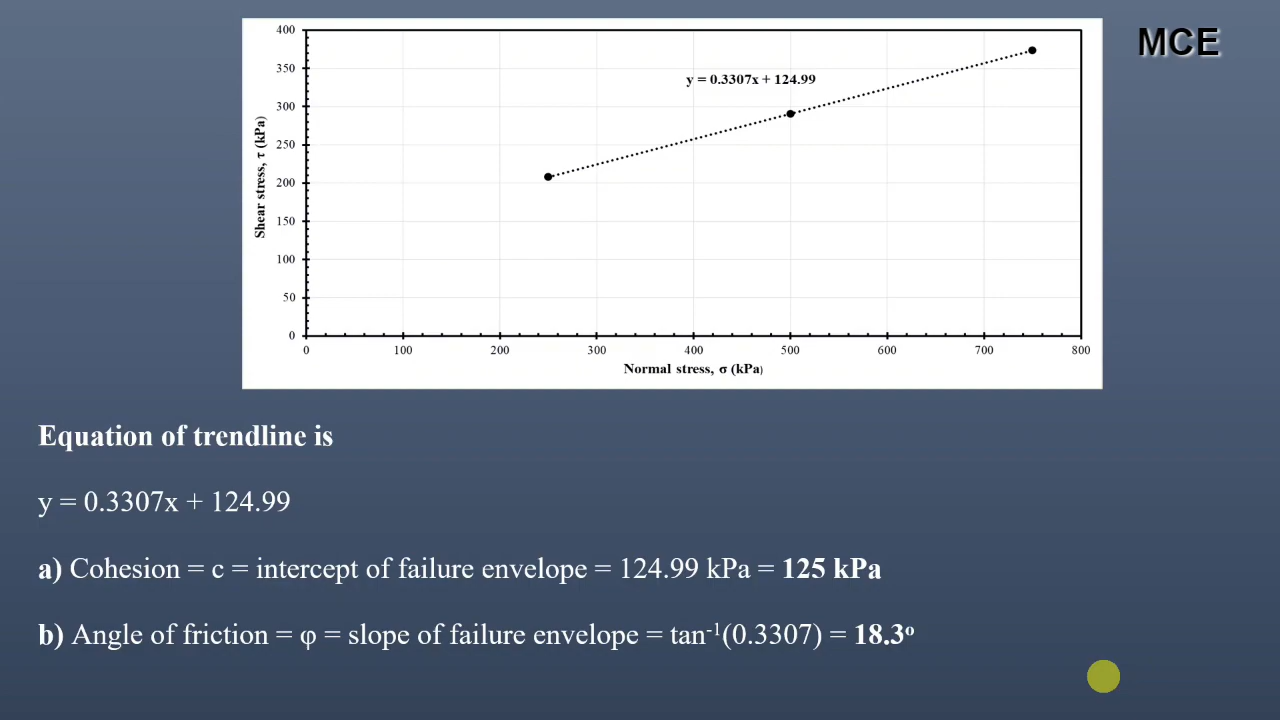 MCE
400
350
300
250
200
150
100
50
0
Shear stress, τ (kPa)
y = 0.3307x + 124.99
0 100 200 300 400 500 600 700 800
Normal stress, σ (kPa)
Equation of trendline is
y = 0.3307x + 124.99
a) Cohesion = c = intercept of failure envelope = 124.99 kPa = 125 kPa
b) Angle of friction = φ = slope of failure envelope = tan⁻¹(0.3307) = 18.3º